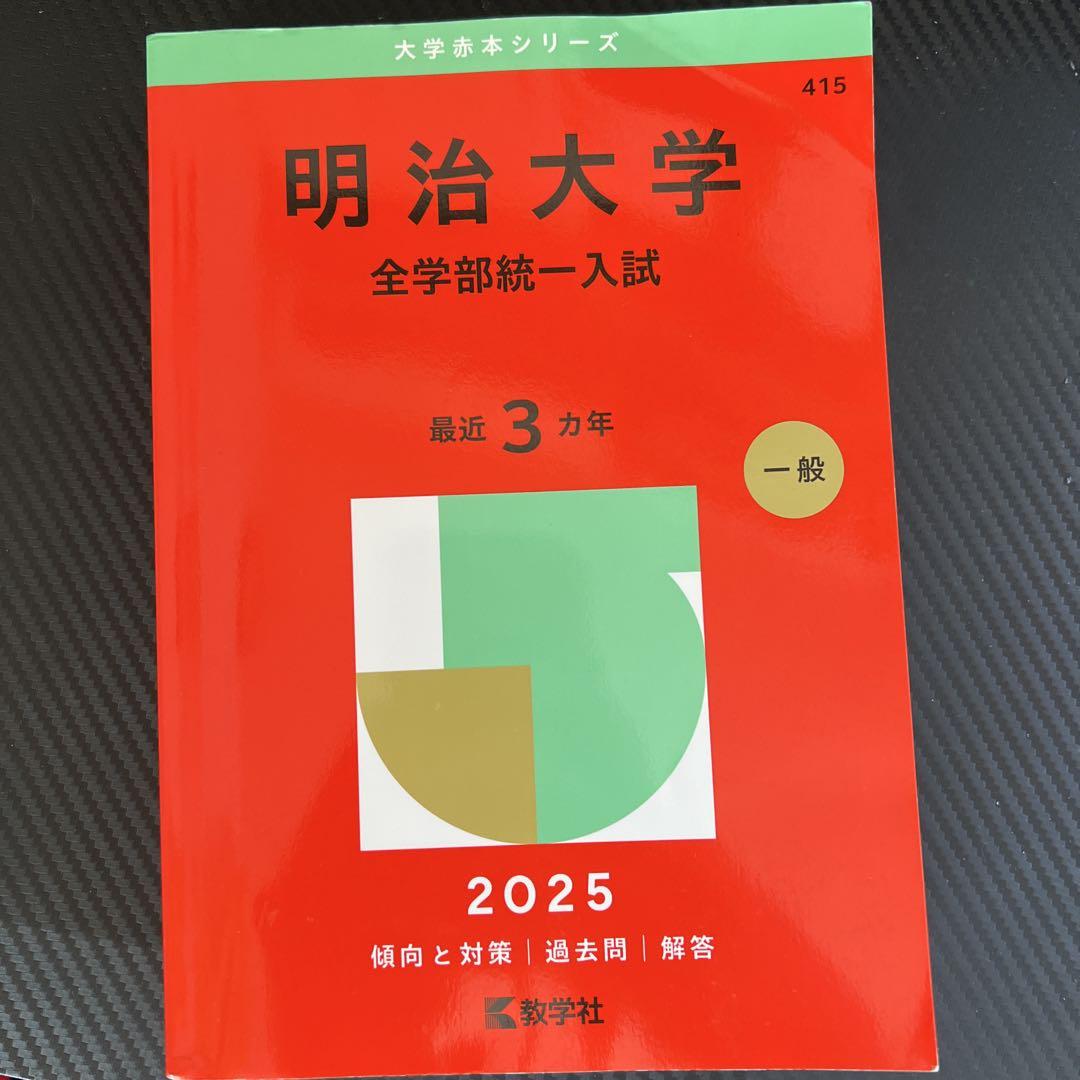 大学赤本シリーズ
415
明治大学
全学部統一入試
最近 3 カ年
一般
2025
傾向と対策|過去問|解答
教学社